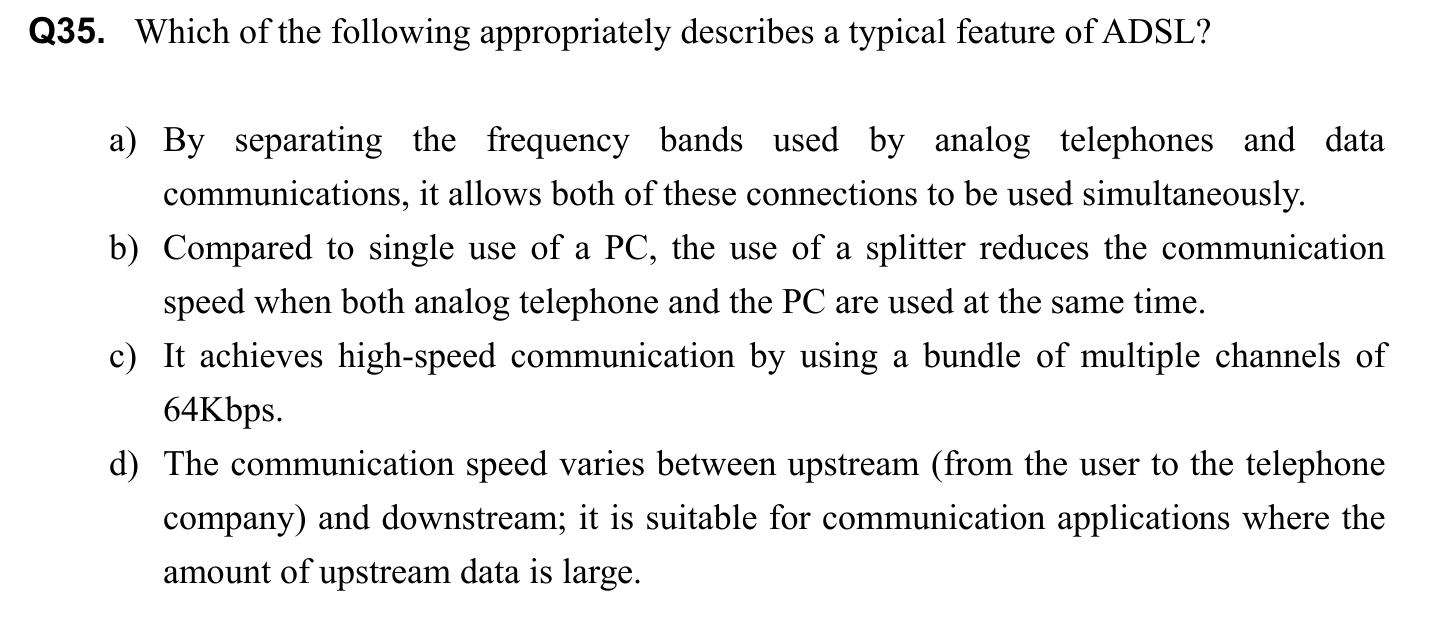 Q35. Which of the following appropriately describes a typical feature of ADSL?
a) By separating the frequency bands used by analog telephones and data
communications, it allows both of these connections to be used simultaneously.
b) Compared to single use of a PC, the use of a splitter reduces the communication
speed when both analog telephone and the PC are used at the same time.
c) It achieves high-speed communication by using a bundle of multiple channels of
64Kbps.
d) The communication speed varies between upstream (from the user to the telephone
company) and downstream; it is suitable for communication applications where the
amount of upstream data is large.